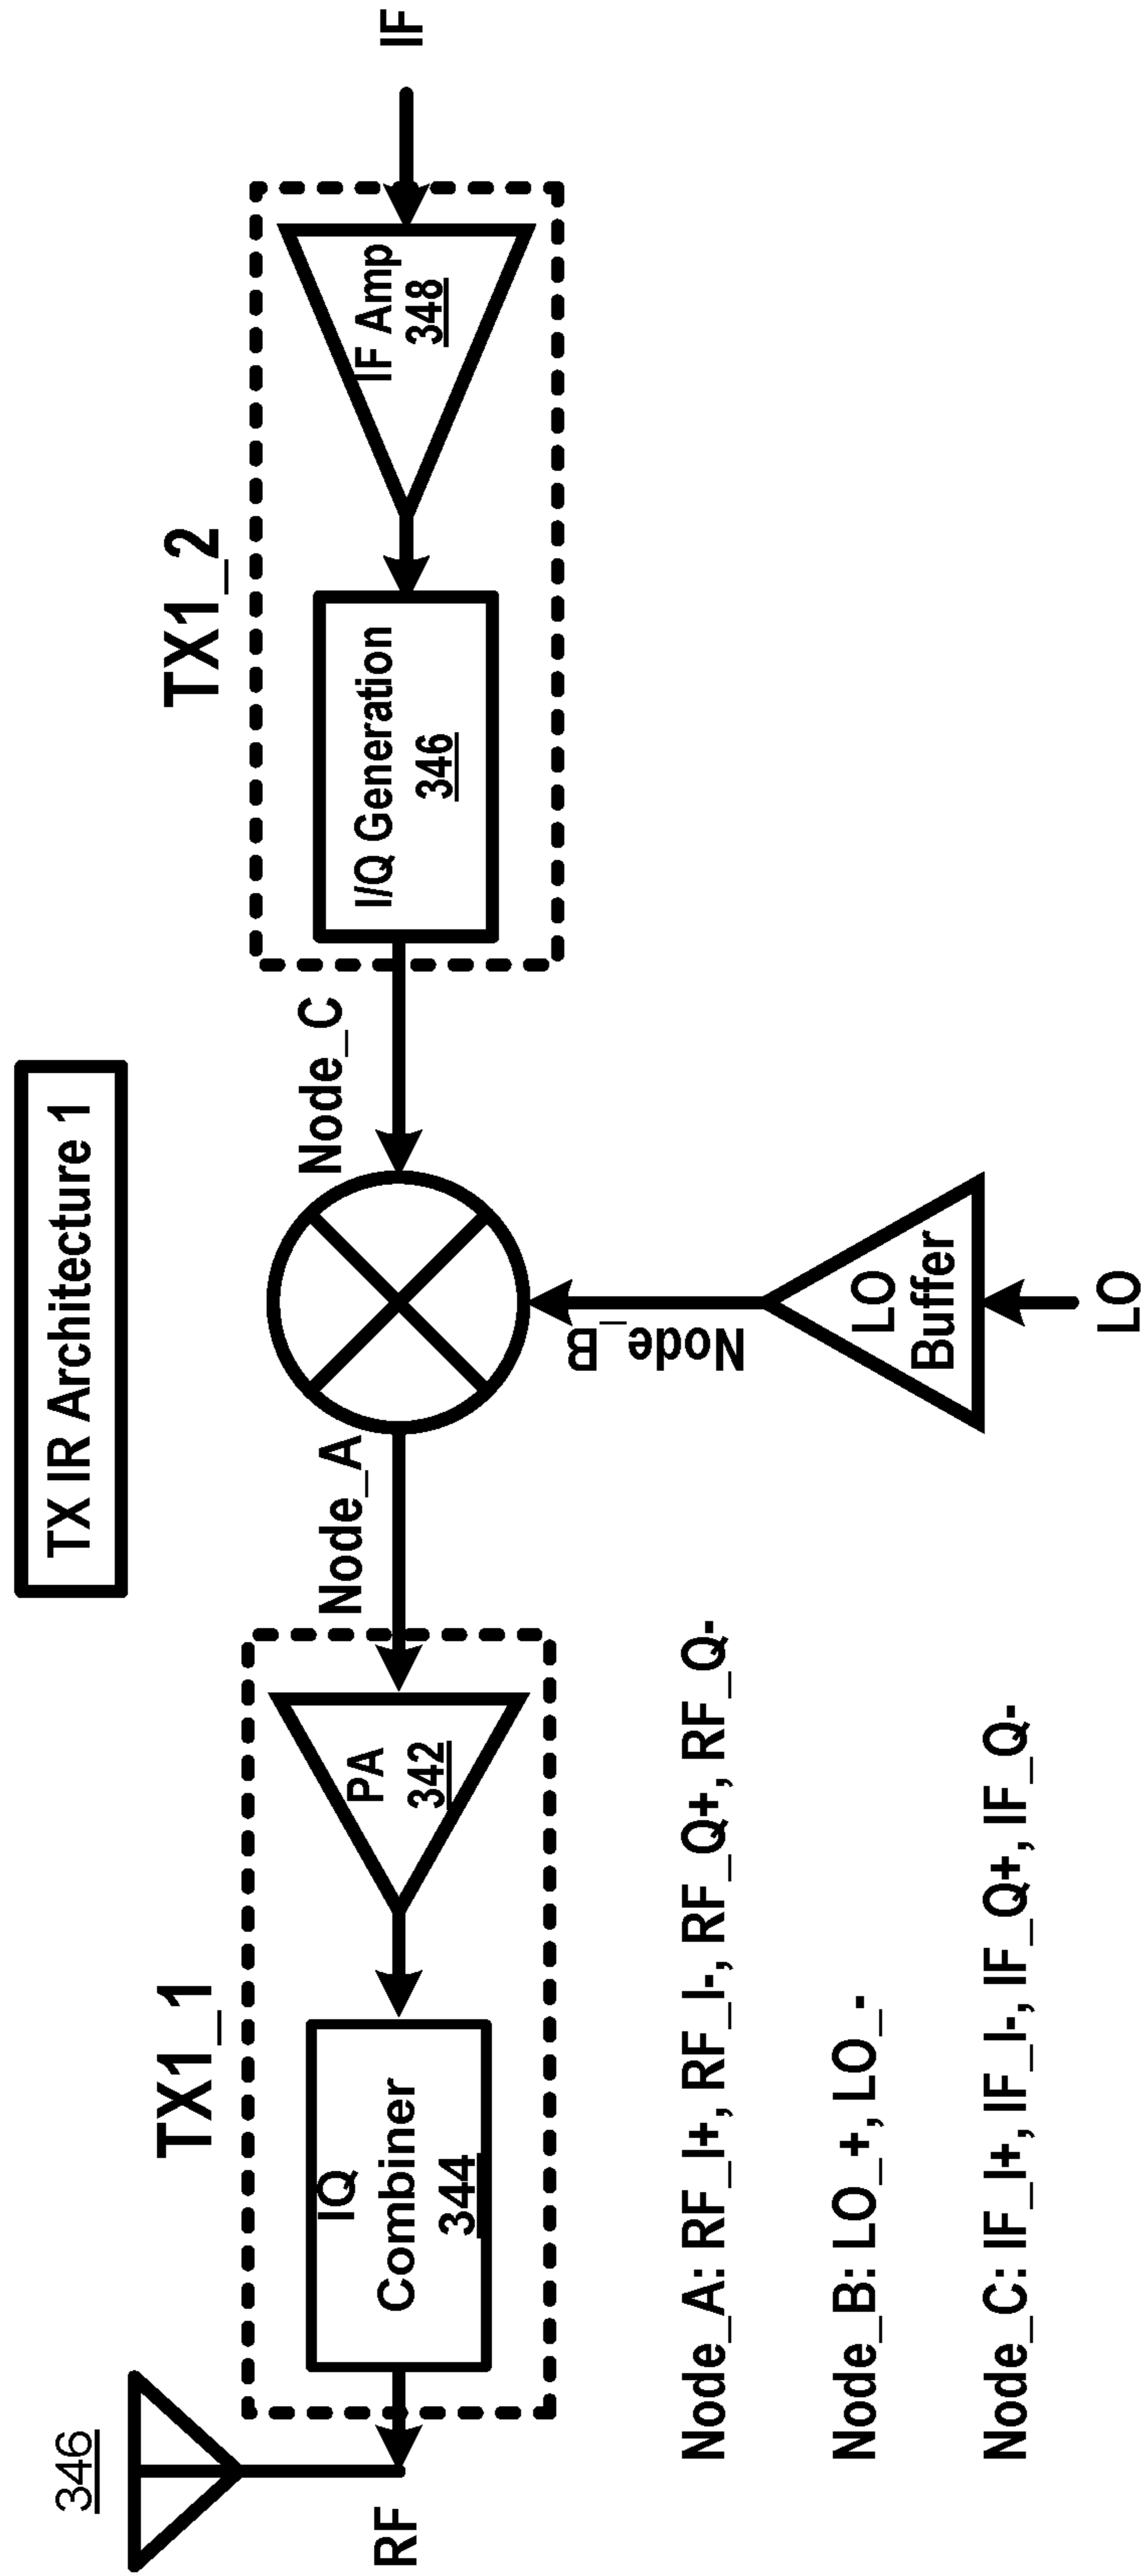 TX IR Architecture 1
346
TX1_1
TX1_2
RF
IQ
Combiner
344
PA
342
Node_A
Node_C
I/Q Generation
346
IF Amp
348
IF
Node_B
LO
Buffer
LO
Node_A: RF_I+, RF_I-, RF_Q+, RF_Q-
Node_B: LO_+, LO_-
Node_C: IF_I+, IF_I-, IF_Q+, IF_Q-